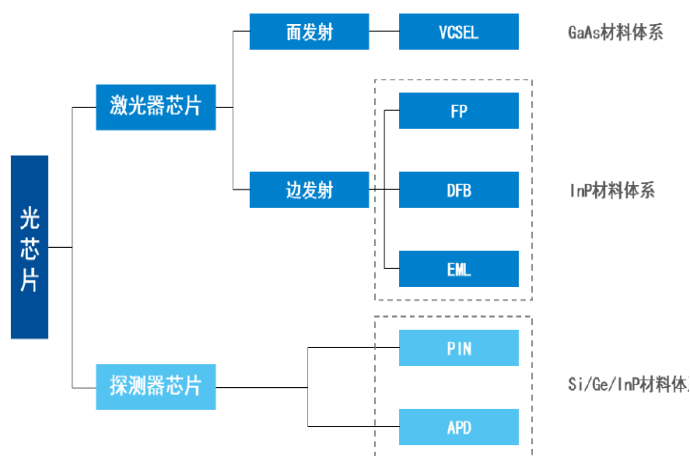 面发射
VCSEL
GaAs材料体系
激光器芯片
FP
边发射
DFB
InP材料体系
光芯片
EML
PIN
探测器芯片
Si/Ge/InP材料体
APD